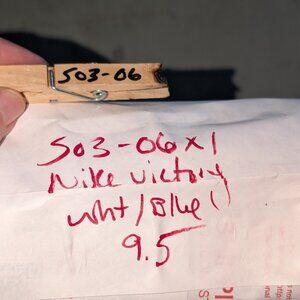 503-06
503-06 x 1
Nike victory
wht/Blue (
9.5